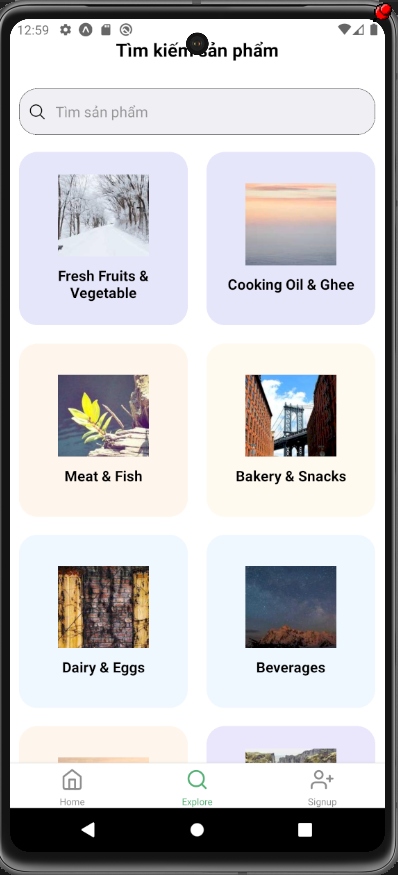 12:59
Tìm kiếm sản phẩm
Tìm sản phẩm
Fresh Fruits &
Vegetable
Cooking Oil & Ghee
Meat & Fish
Bakery & Snacks
Dairy & Eggs
Beverages
Home
Explore
Signup